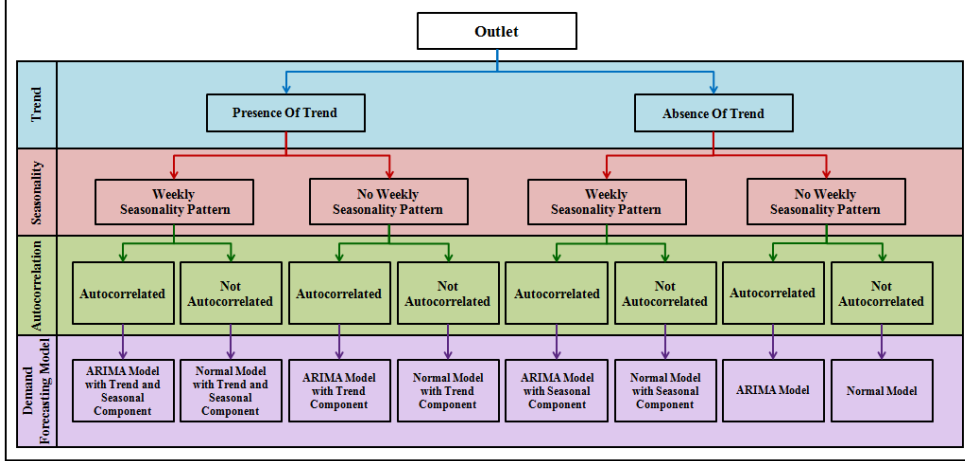 Outlet
Trend
Presence Of Trend
Absence Of Trend
Seasonality
Weekly
Seasonality Pattern
No Weekly
Seasonality Pattern
Weekly
Seasonality Pattern
No Weekly
Seasonality Pattern
Autocorrelation
Autocorrelated
Not
Autocorrelated
Autocorrelated
Not
Autocorrelated
Autocorrelated
Not
Autocorrelated
Autocorrelated
Not
Autocorrelated
Demand
Forecasting Model
ARIMA Model
with Trend and
Seasonal
Component
Normal Model
with Trend and
Seasonal
Component
ARIMA Model
with Trend
Component
Normal Model
with Trend
Component
ARIMA Model
with Seasonal
Component
Normal Model
with Seasonal
Component
ARIMA Model
Normal Model